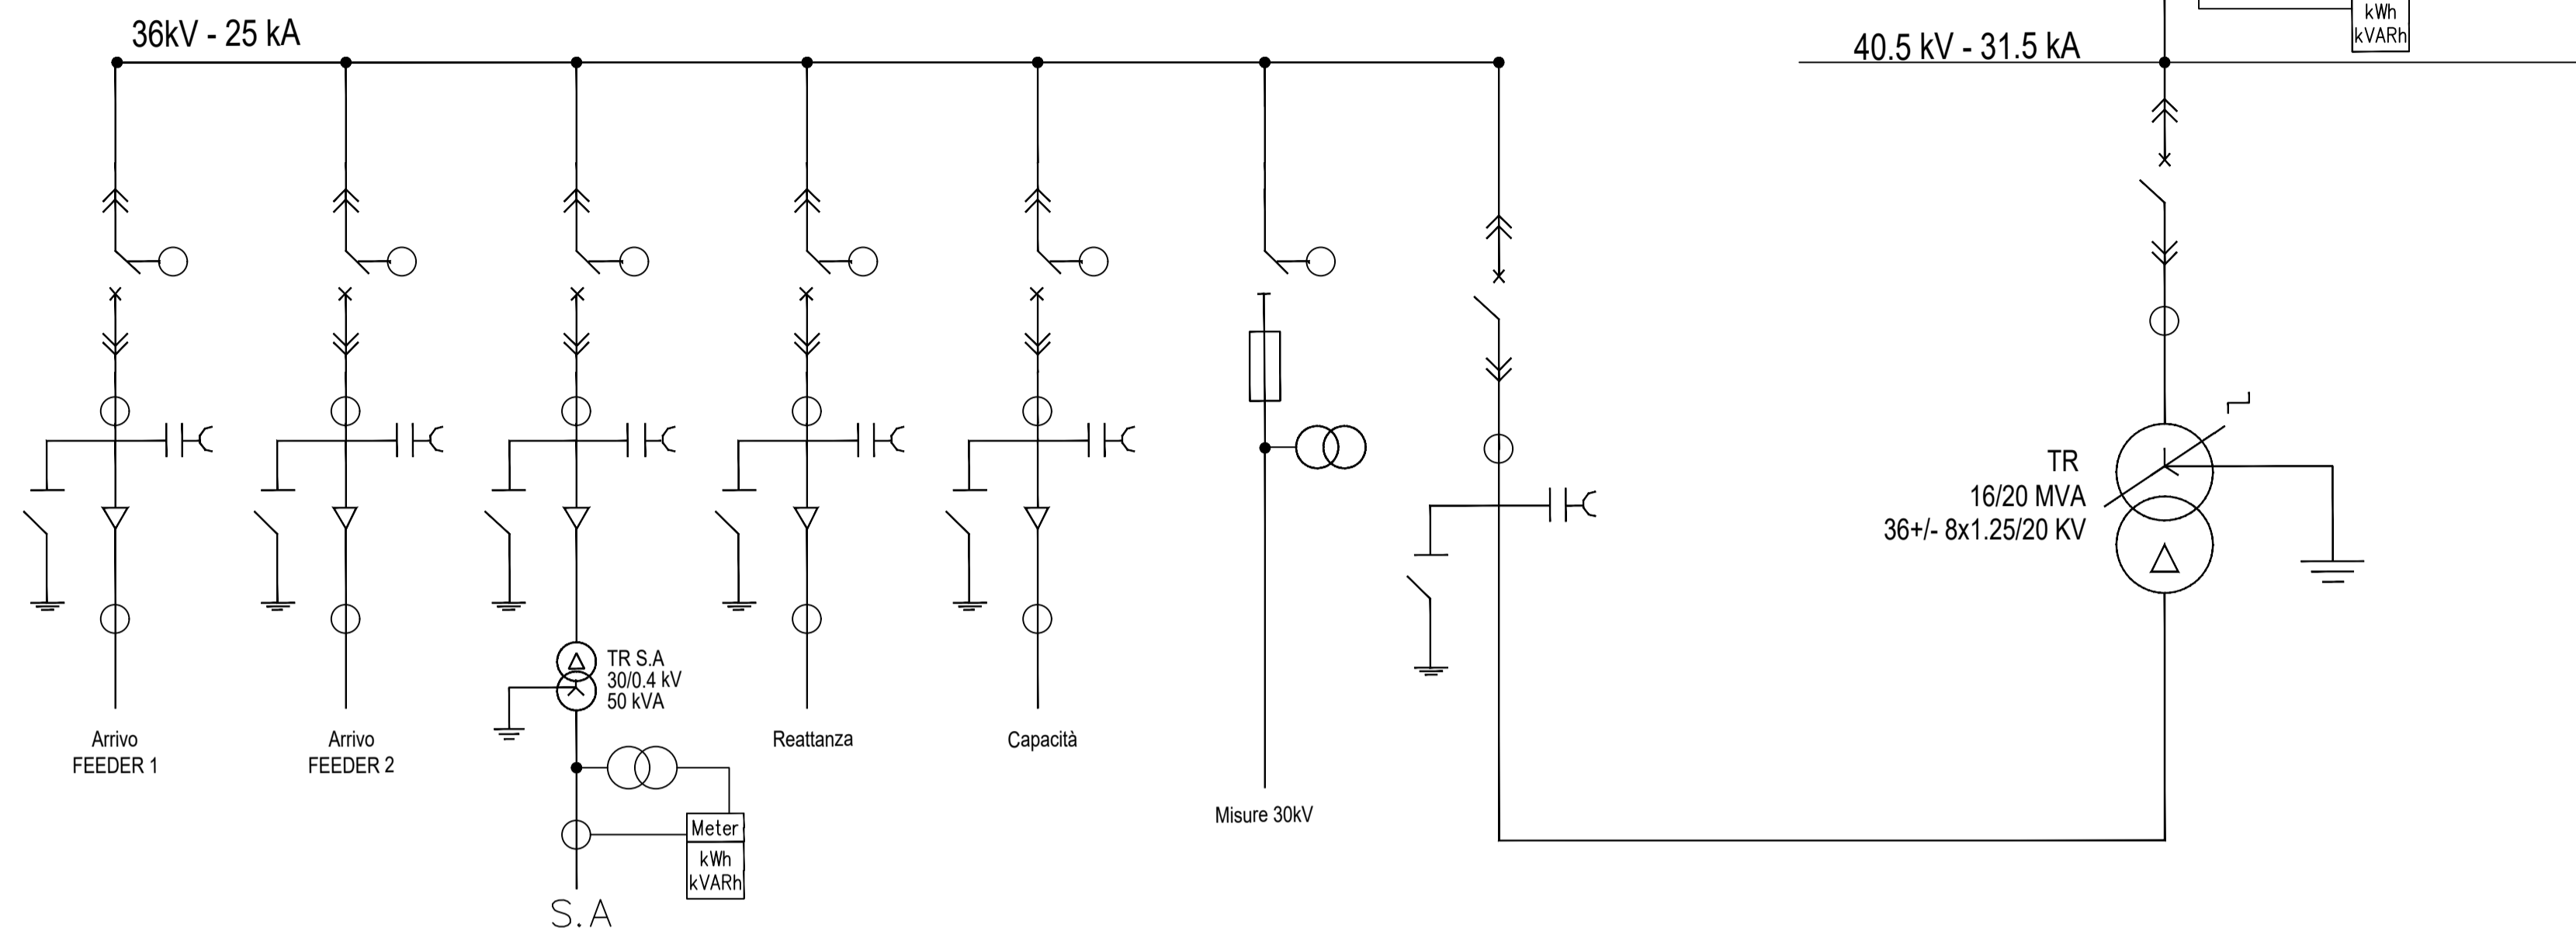 36kV - 25 kA
40.5 kV - 31.5 kA
kWh
kVARh
TR
16/20 MVA
36+/- 8x1.25/20 KV
TR S.A
30/0.4 kV
50 kVA
Arrivo
FEEDER 1
Arrivo
FEEDER 2
Reattanza
Capacità
Misure 30kV
Meter
kWh
kVARh
S.A